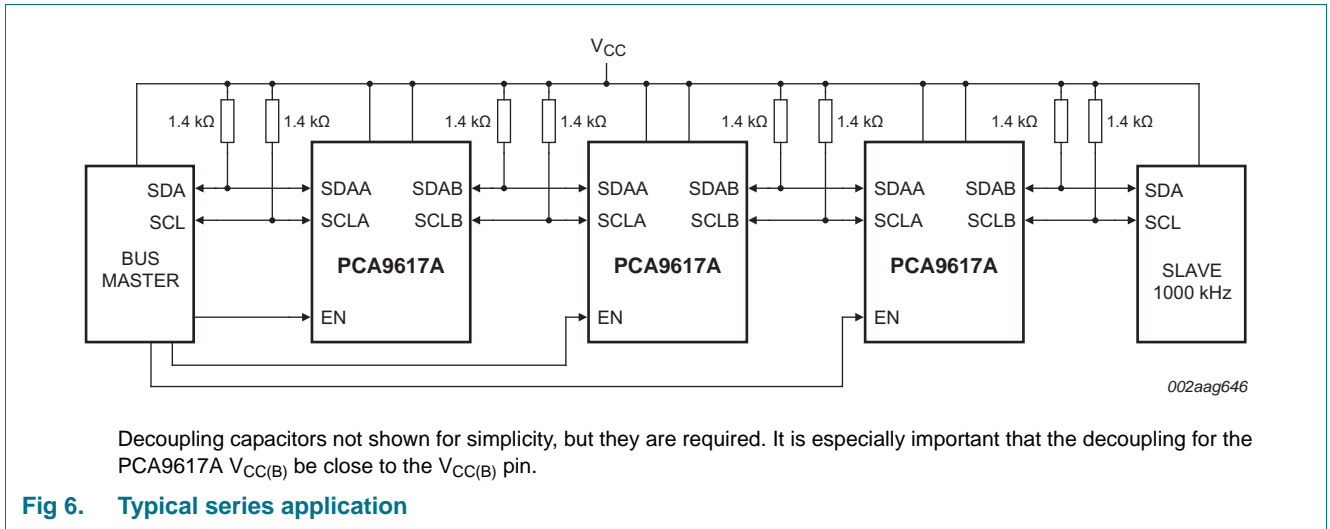 VCC
1.4 kΩ 1.4 kΩ 1.4 kΩ 1.4 kΩ 1.4 kΩ 1.4 kΩ 1.4 kΩ 1.4 kΩ
SDA SDAA SDAB SDAA SDAB SDAA SDAB SDA
SCL SCLA SCLB SCLA SCLB SCLA SCLB SCL
BUS
MASTER
PCA9617A PCA9617A PCA9617A
SLAVE
1000 kHz
EN EN EN
002aag646
Decoupling capacitors not shown for simplicity, but they are required. It is especially important that the decoupling for the
PCA9617A VCC(B) be close to the VCC(B) pin.
Fig 6. Typical series application